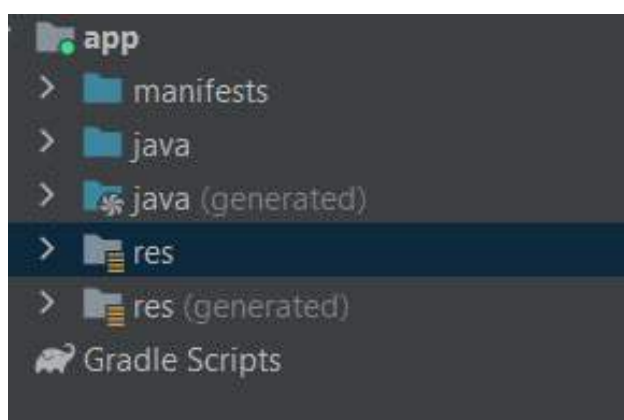 app
manifests
java
java (generated)
res
res (generated)
Gradle Scripts